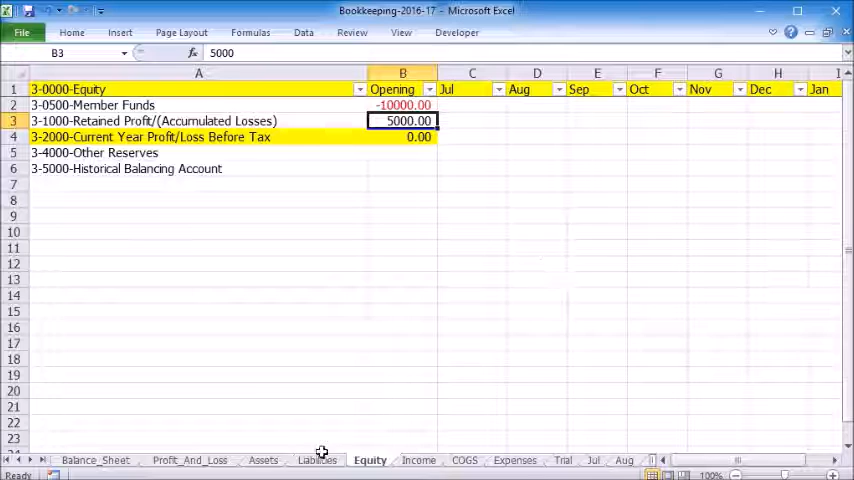 Bookkeeping-2016-17 - Microsoft Excel
File Home Insert Page Layout Formulas Data Review View Developer
B3 fx 5000
A B C D E F G H I
1 3-0000-Equity Opening Jul Aug Sep Oct Nov Dec Jan
2 3-0500-Member Funds -10000.00
3 3-1000-Retained Profit/(Accumulated Losses) 5000.00
4 3-2000-Current Year Profit/Loss Before Tax 0.00
5 3-4000-Other Reserves
6 3-5000-Historical Balancing Account
7
8
9
10
11
12
13
14
15
16
17
18
19
20
21
22
23
Balance_Sheet Profit_And_Loss Assets Liabilities Equity Income COGS Expenses Trial Jul Aug
Ready 100%